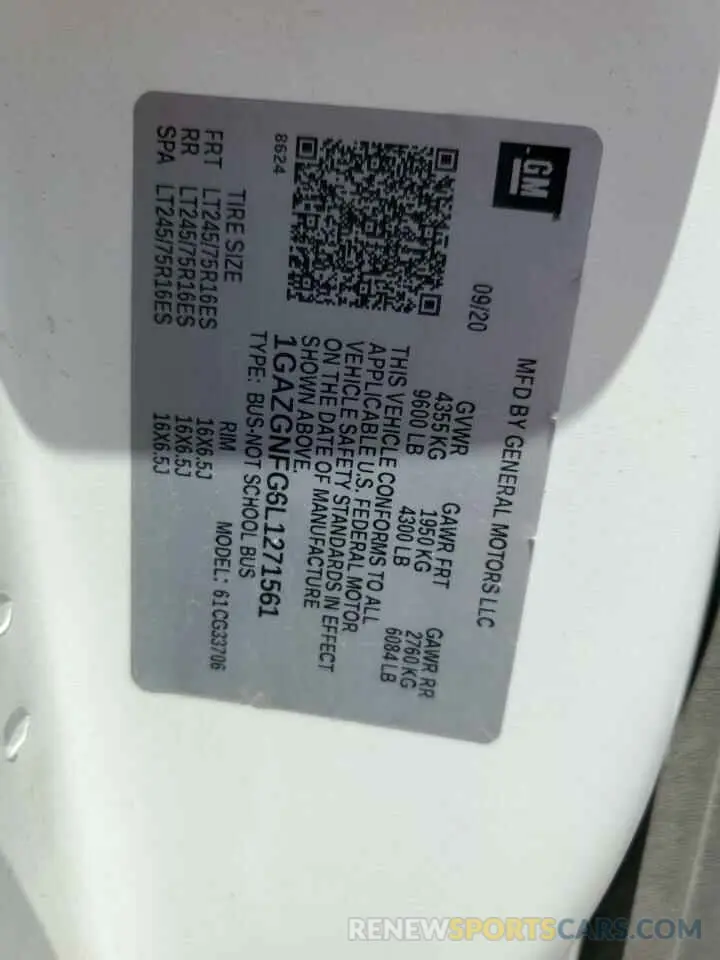 GM
MFD BY GENERAL MOTORS LLC
09/20
GVWR GAWR FRT GAWR RR
4355 KG 1950 KG 2760 KG
9600 LB 4300 LB 6084 LB
THIS VEHICLE CONFORMS TO ALL
APPLICABLE U.S. FEDERAL MOTOR
VEHICLE SAFETY STANDARDS IN EFFECT
ON THE DATE OF MANUFACTURE
SHOWN ABOVE.
8624
1GAZGNFG6L1271561
TYPE: BUS-NOT SCHOOL BUS
MODEL: 61CG33706
TIRE SIZE RIM
FRT LT245/75R16ES 16X6.5J
RR LT245/75R16ES 16X6.5J
SPA LT245/75R16ES 16X6.5J
RENEWSPORTSCARS.COM